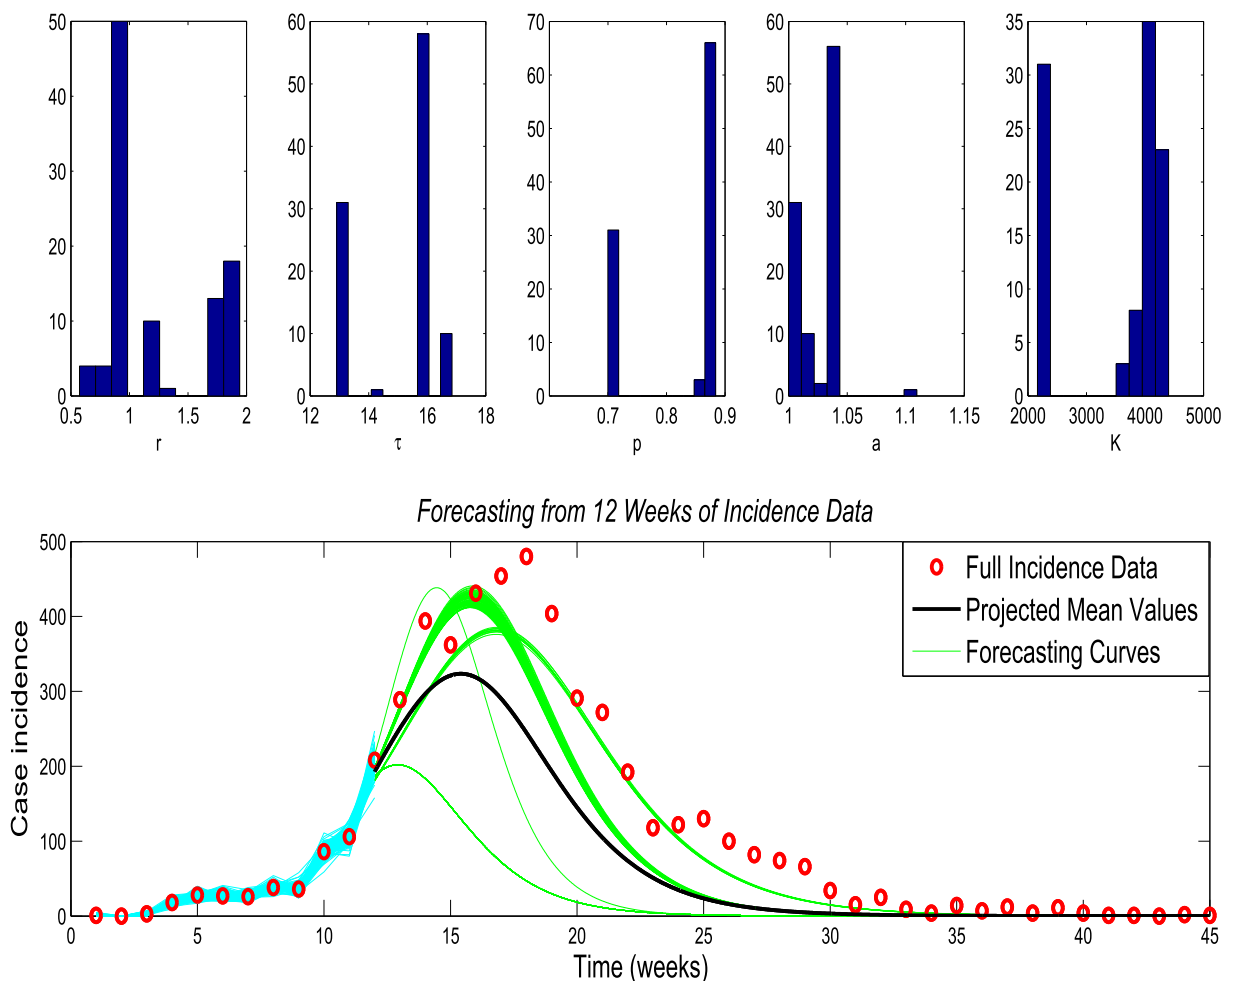 50
40
30
20
10
0
0.5 1 1.5 2
r
60
50
40
30
20
10
0
12 14 16 18
τ
70
60
50
40
30
20
10
0
0.7 0.8 0.9
p
60
50
40
30
20
10
0
1 1.05 1.1 1.15
a
35
30
25
20
15
10
5
0
2000 3000 4000 5000
K
Forecasting from 12 Weeks of Incidence Data
Case incidence
500
400
300
200
100
0
0 5 10 15 20 25 30 35 40 45
Time (weeks)
Full Incidence Data
Projected Mean Values
Forecasting Curves